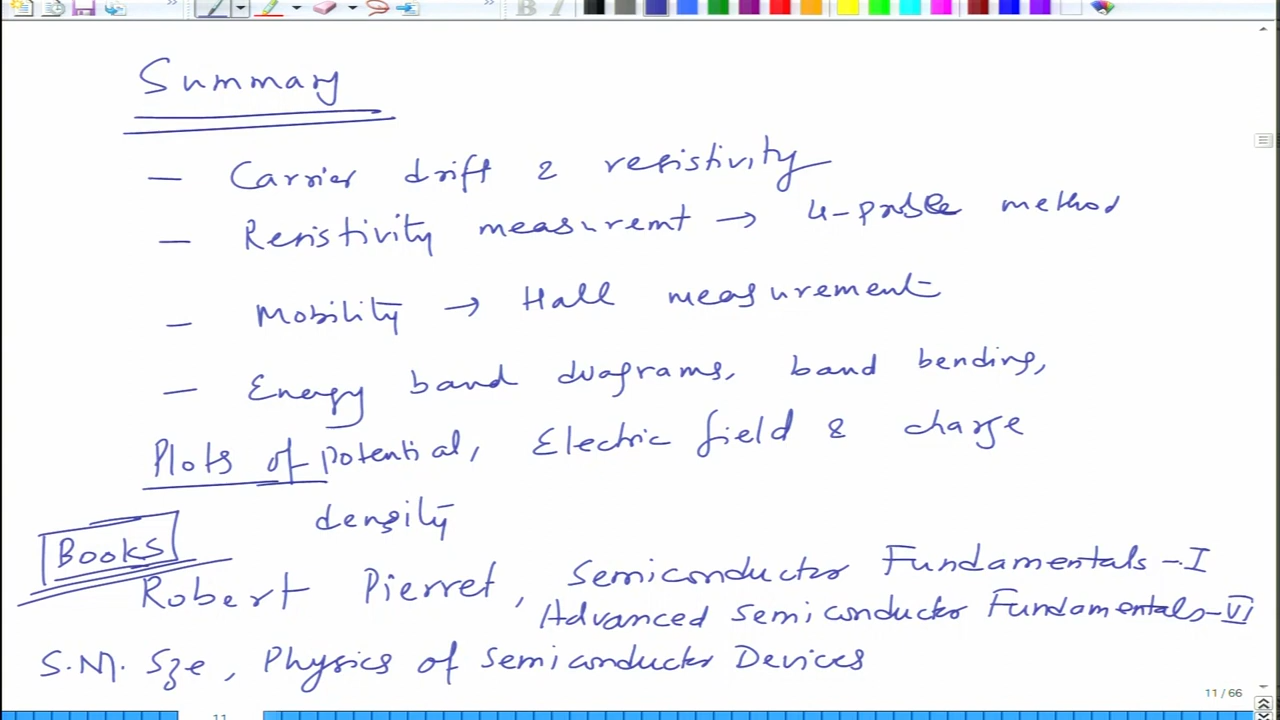 Summary
— Carrier drift & resistivity
— Resistivity measuremt → 4-probe method
— Mobility → Hall measurement
— Energy band diagrams, band bending,
Plots of potential, Electric field & charge
density
Books
Robert Pierret, Semiconductor Fundamentals - I
Advanced Semiconductor Fundamentals - VI
S.M. Sze, Physics of Semiconductor Devices
11 / 66
11